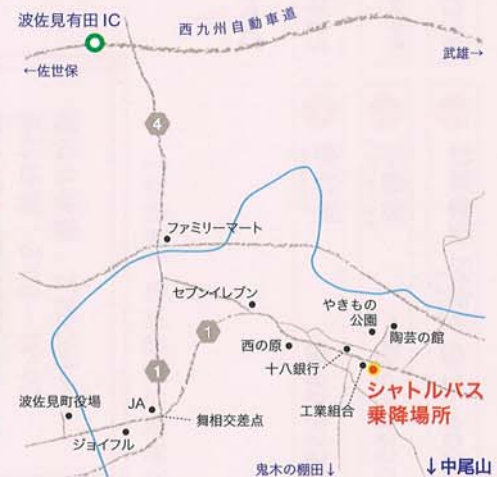 波佐見有田IC
西九州自動車道
←佐世保
武雄→
4
ファミリーマート
セブンイレブン
やきもの
公園
陶芸の館
1
西の原
十八銀行
1
シャトルバス
乗降場所
工業組合
波佐見町役場
JA
舞相交差点
ジョイフル
鬼木の棚田↓
↓中尾山